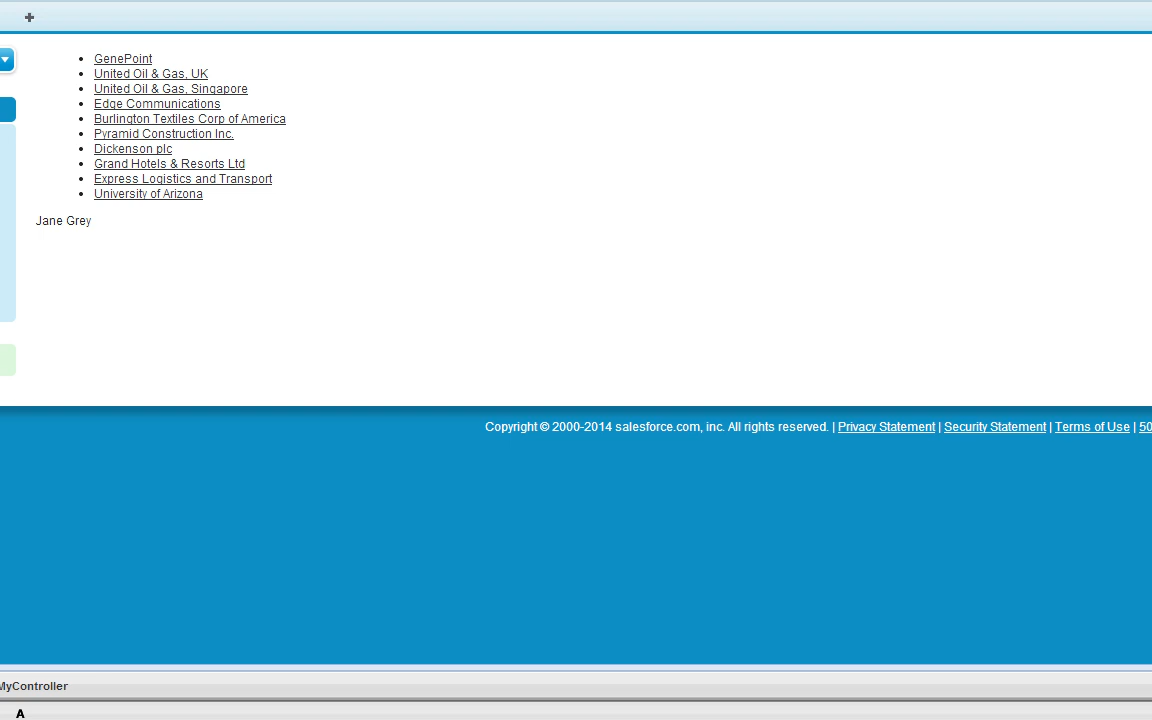 GenePoint
United Oil & Gas, UK
United Oil & Gas, Singapore
Edge Communications
Burlington Textiles Corp of America
Pyramid Construction Inc.
Dickenson plc
Grand Hotels & Resorts Ltd
Express Logistics and Transport
University of Arizona
Jane Grey
Copyright © 2000-2014 salesforce.com, inc. All rights reserved. | Privacy Statement | Security Statement | Terms of Use | 50
MyController
A